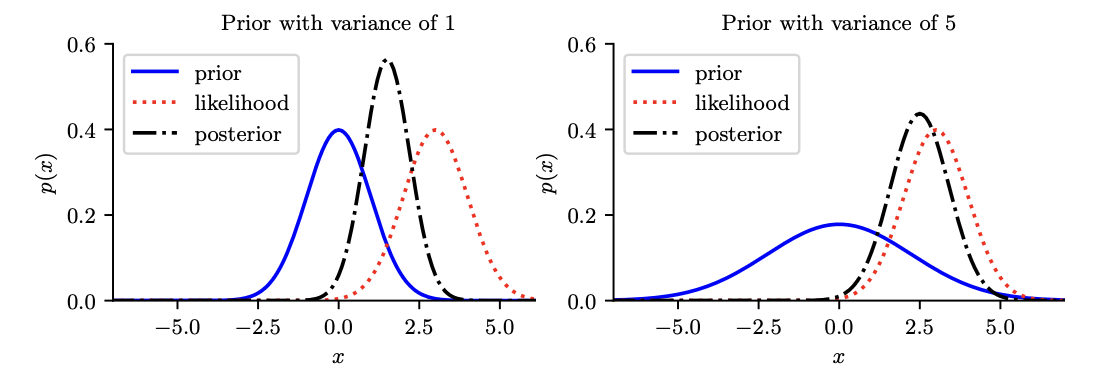 Prior with variance of 1
0.6
0.4
0.2
0.0
p(x)
prior
likelihood
posterior
−5.0 −2.5 0.0 2.5 5.0
x
Prior with variance of 5
0.6
0.4
0.2
0.0
p(x)
prior
likelihood
posterior
−5.0 −2.5 0.0 2.5 5.0
x